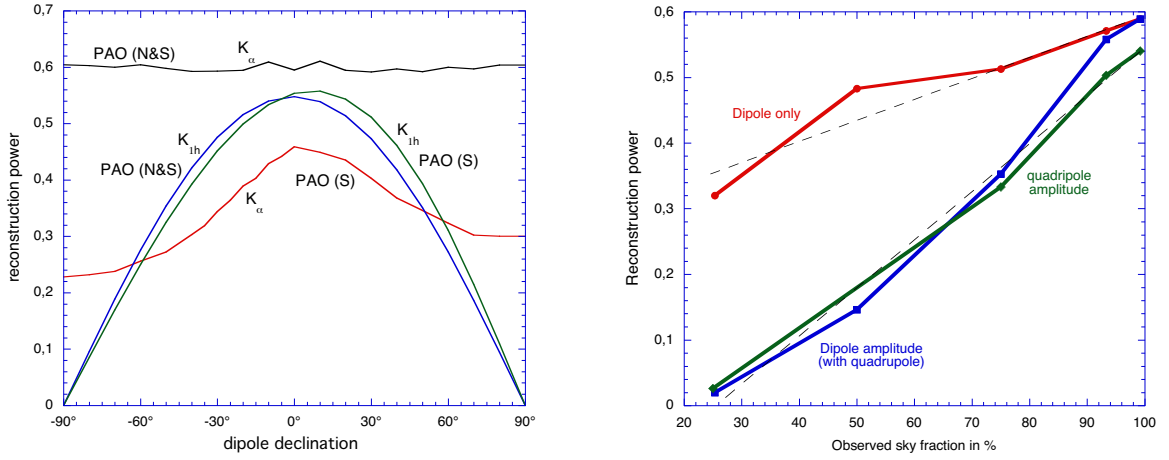 0,7
0,6
0,5
0,4
0,3
0,2
0,1
0
reconstruction power
-90° -60° -30° 0° 30° 60° 90°
dipole declination
PAO (N&S)
K α
K 1h
PAO (N&S)
K 1h
PAO (S)
PAO (S)
K α
0,6
0,5
0,4
0,3
0,2
0,1
0
Reconstruction power
20 30 40 50 60 70 80 90 100
Observed sky fraction in %
Dipole only
quadripole
amplitude
Dipole amplitude
(with quadrupole)